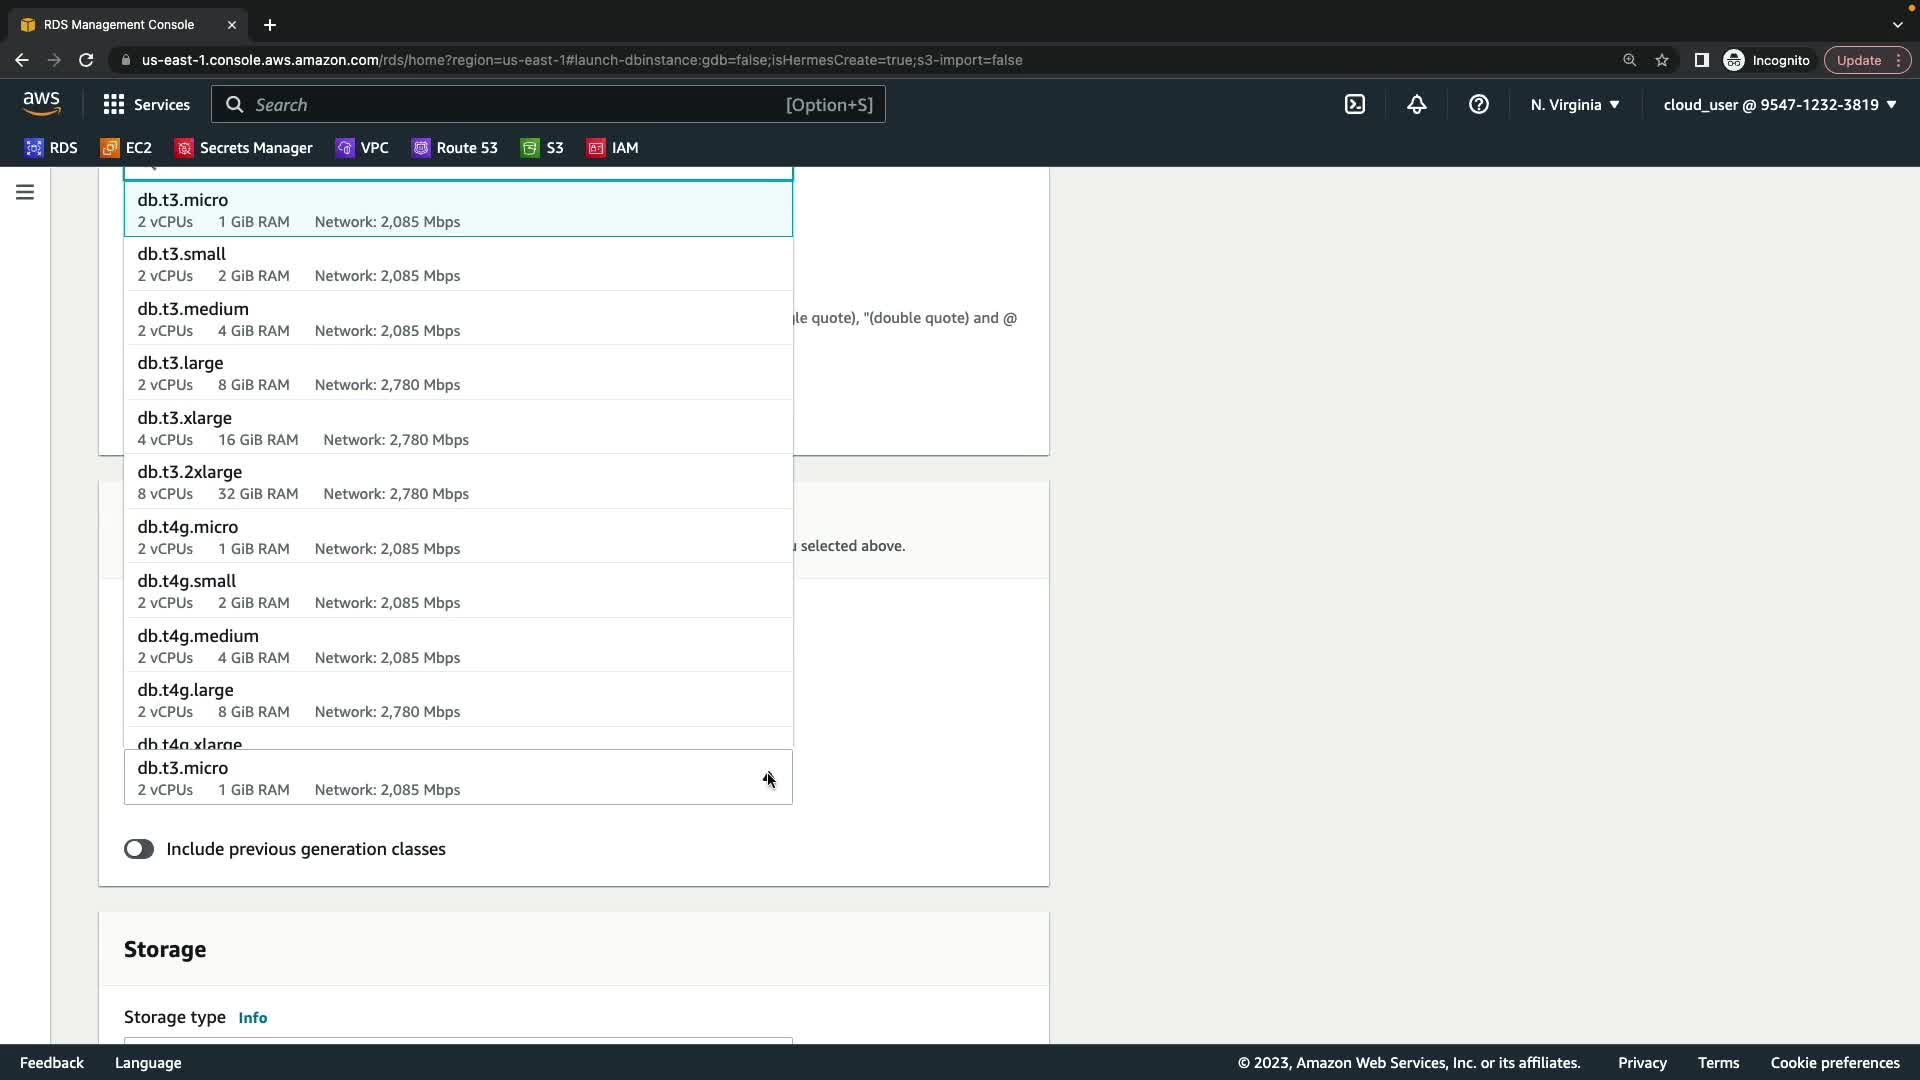 RDS Management Console
us-east-1.console.aws.amazon.com/rds/home?region=us-east-1#launch-dbinstance:gdb=false;isHermesCreate=true;s3-import=false
Incognito
Update
aws
Services
Search
[Option+S]
N. Virginia
cloud_user @ 9547-1232-3819
RDS
EC2
Secrets Manager
VPC
Route 53
S3
IAM
db.t3.micro
2 vCPUs 1 GiB RAM Network: 2,085 Mbps
db.t3.small
2 vCPUs 2 GiB RAM Network: 2,085 Mbps
db.t3.medium
2 vCPUs 4 GiB RAM Network: 2,085 Mbps
quote), "(double quote) and @
db.t3.large
2 vCPUs 8 GiB RAM Network: 2,780 Mbps
db.t3.xlarge
4 vCPUs 16 GiB RAM Network: 2,780 Mbps
db.t3.2xlarge
8 vCPUs 32 GiB RAM Network: 2,780 Mbps
db.t4g.micro
2 vCPUs 1 GiB RAM Network: 2,085 Mbps
selected above.
db.t4g.small
2 vCPUs 2 GiB RAM Network: 2,085 Mbps
db.t4g.medium
2 vCPUs 4 GiB RAM Network: 2,085 Mbps
db.t4g.large
2 vCPUs 8 GiB RAM Network: 2,780 Mbps
db.t4g.xlarge
db.t3.micro
2 vCPUs 1 GiB RAM Network: 2,085 Mbps
Include previous generation classes
Storage
Storage type Info
Feedback
Language
© 2023, Amazon Web Services, Inc. or its affiliates.
Privacy
Terms
Cookie preferences